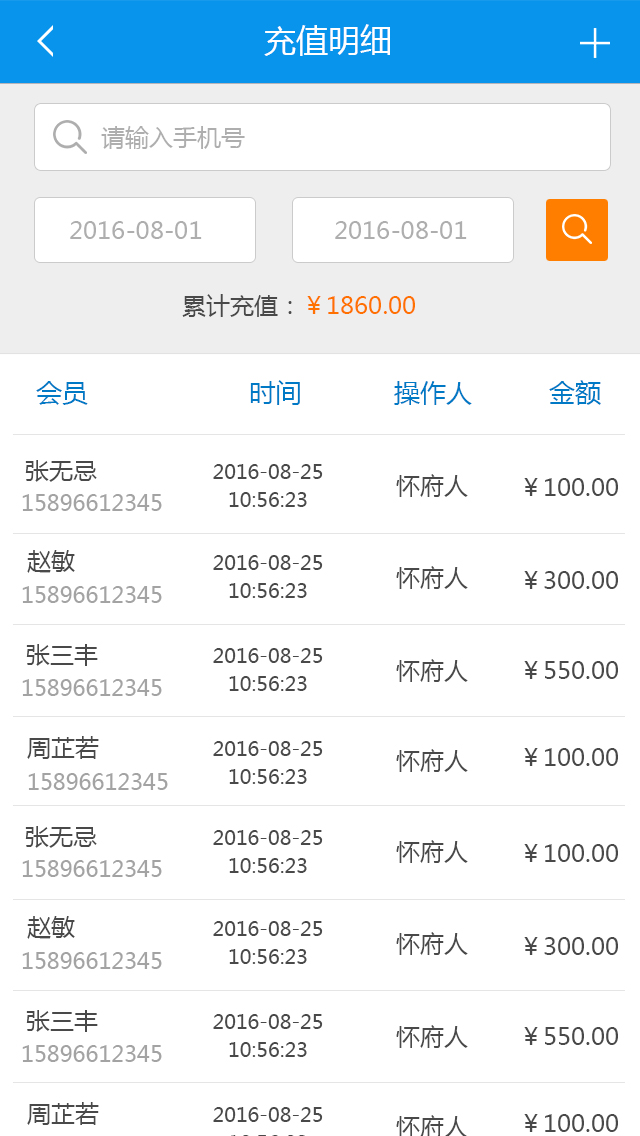 充值明细
请输入手机号
2016-08-01 2016-08-01
累计充值：￥1860.00
会员 时间 操作人 金额
张无忌 2016-08-25
15896612345 10:56:23 怀府人 ￥100.00
赵敏 2016-08-25
15896612345 10:56:23 怀府人 ￥300.00
张三丰 2016-08-25
15896612345 10:56:23 怀府人 ￥550.00
周芷若 2016-08-25
15896612345 10:56:23 怀府人 ￥100.00
张无忌 2016-08-25
15896612345 10:56:23 怀府人 ￥100.00
赵敏 2016-08-25
15896612345 10:56:23 怀府人 ￥300.00
张三丰 2016-08-25
15896612345 10:56:23 怀府人 ￥550.00
周芷若 2016-08-25 怀府人 ￥100.00